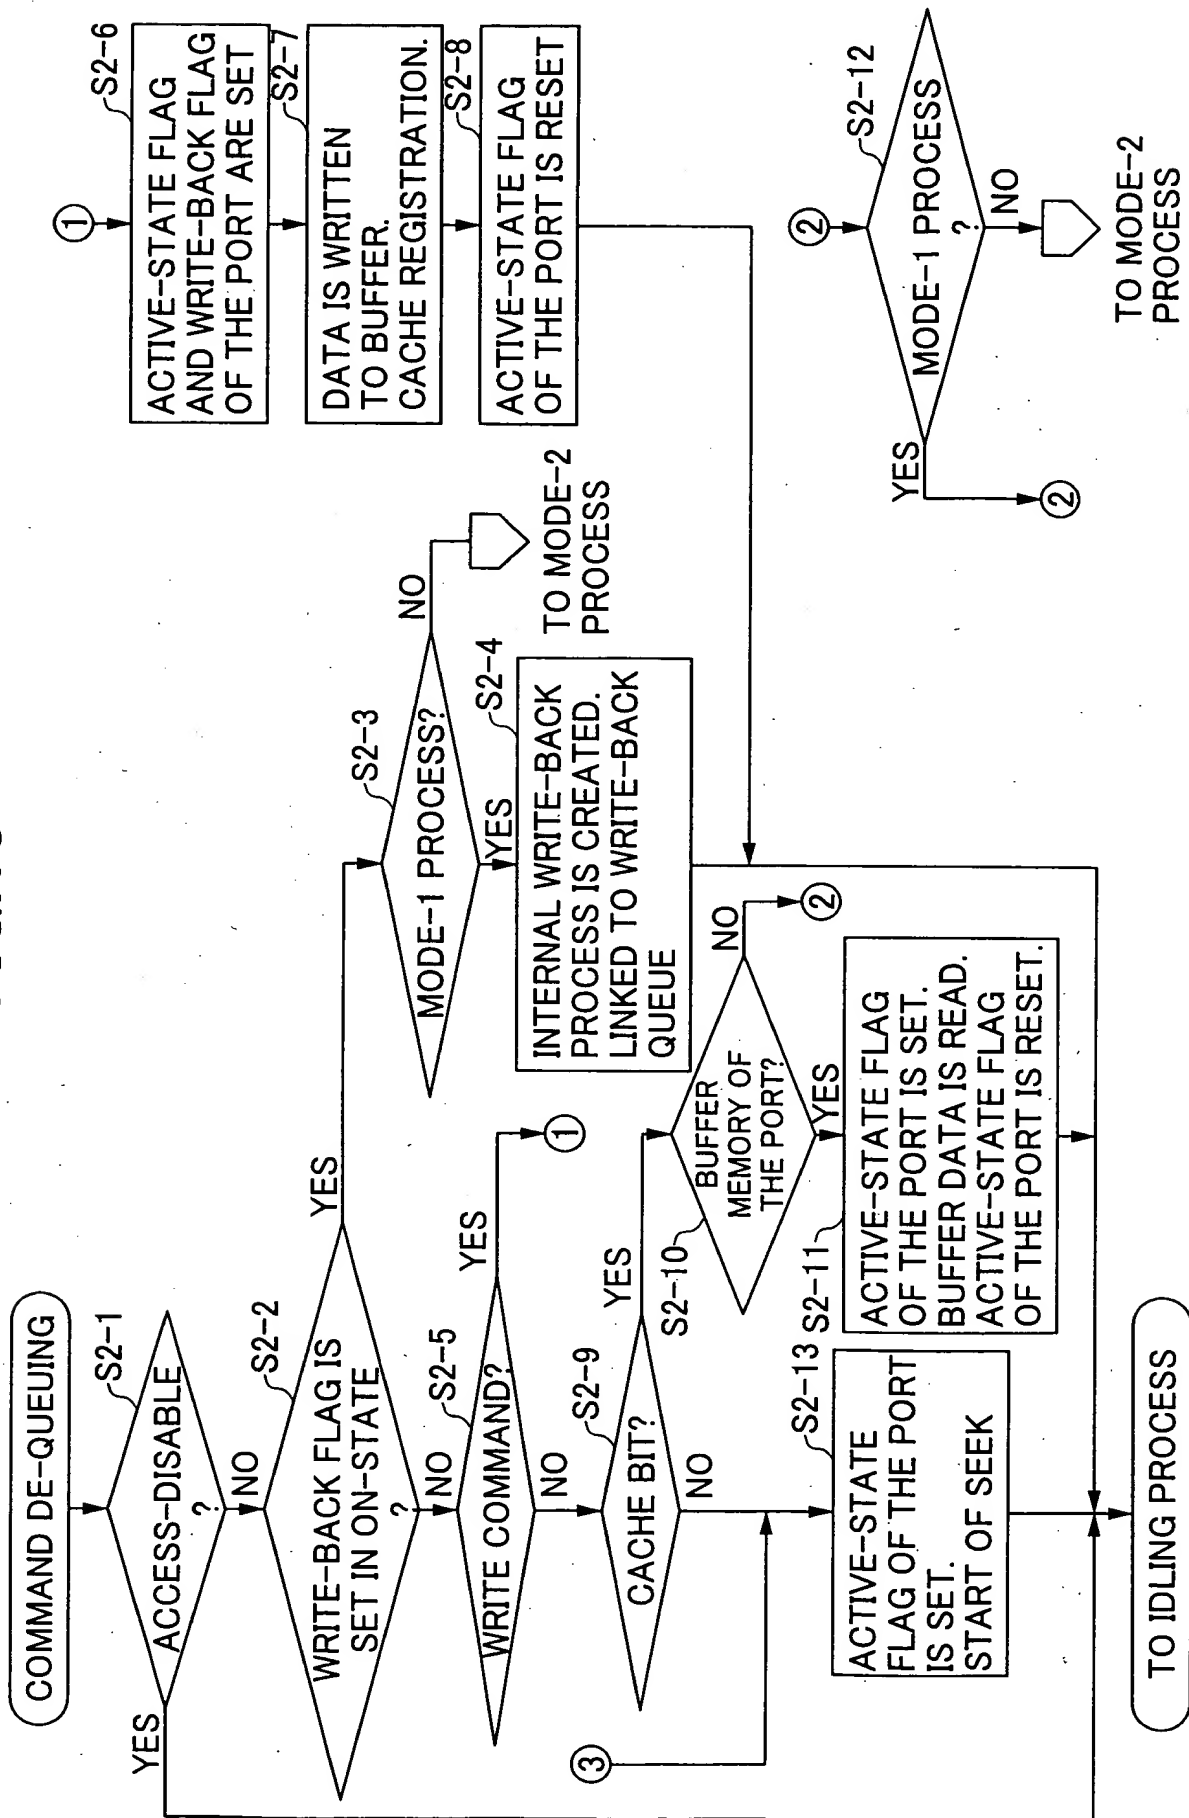 COMMAND DE-QUEUING
S2-1
ACCESS-DISABLE
?
YES
NO
S2-2
WRITE-BACK FLAG IS
SET IN ON-STATE
?
YES
NO
S2-3
MODE-1 PROCESS?
NO
YES
TO MODE-2
PROCESS
S2-4
INTERNAL WRITE-BACK
PROCESS IS CREATED.
LINKED TO WRITE-BACK
QUEUE
S2-5
WRITE COMMAND?
YES
NO
1
S2-9
CACHE BIT?
YES
NO
S2-10
BUFFER
MEMORY OF
THE PORT?
NO
YES
2
S2-11
ACTIVE-STATE FLAG
OF THE PORT IS SET.
BUFFER DATA IS READ.
ACTIVE-STATE FLAG
OF THE PORT IS RESET.
3
S2-13
ACTIVE-STATE
FLAG OF THE PORT
IS SET.
START OF SEEK
TO IDLING PROCESS
1
S2-6
ACTIVE-STATE FLAG
AND WRITE-BACK FLAG
OF THE PORT ARE SET
S2-7
DATA IS WRITTEN
TO BUFFER.
CACHE REGISTRATION.
S2-8
ACTIVE-STATE FLAG
OF THE PORT IS RESET
2
S2-12
MODE-1 PROCESS
?
YES
NO
2
TO MODE-2
PROCESS